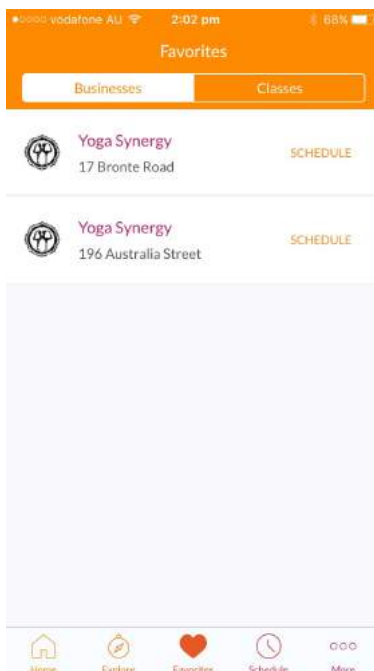 vodafone AU 2:02 pm 68%
Favorites
Businesses Classes
Yoga Synergy
17 Bronte Road
SCHEDULE
Yoga Synergy
196 Australia Street
SCHEDULE
Home Explore Favorites Schedule More